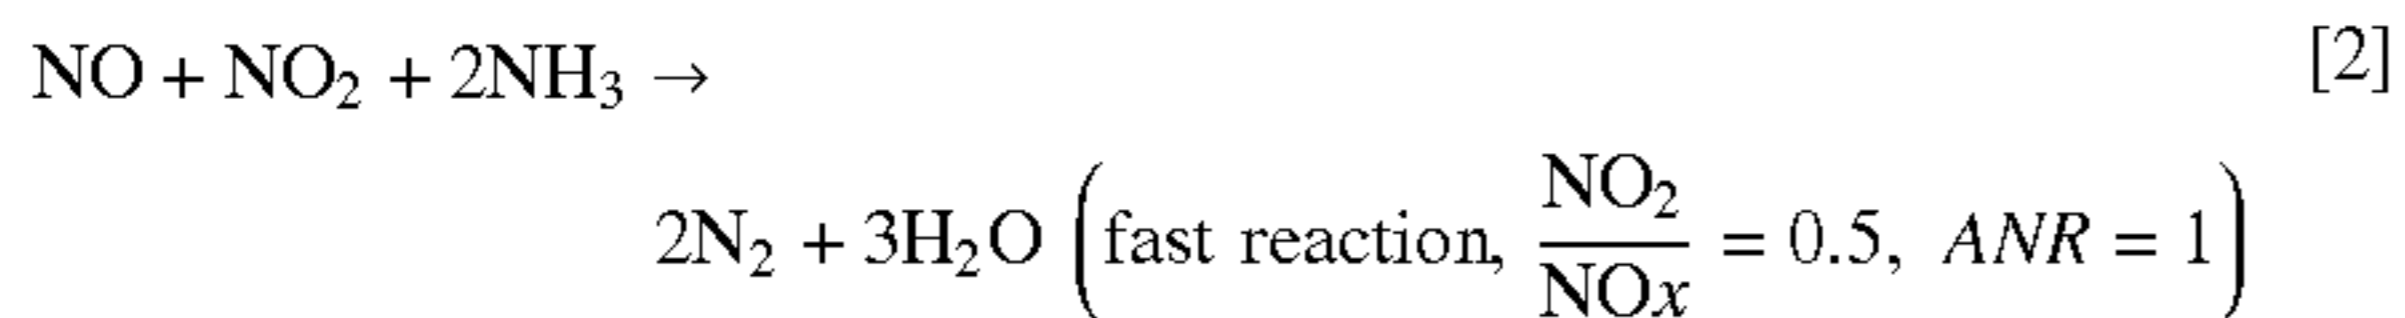 NO + NO₂ + 2NH₃ → [2]
2N₂ + 3H₂O (fast reaction, NO₂/NOx = 0.5, ANR = 1)